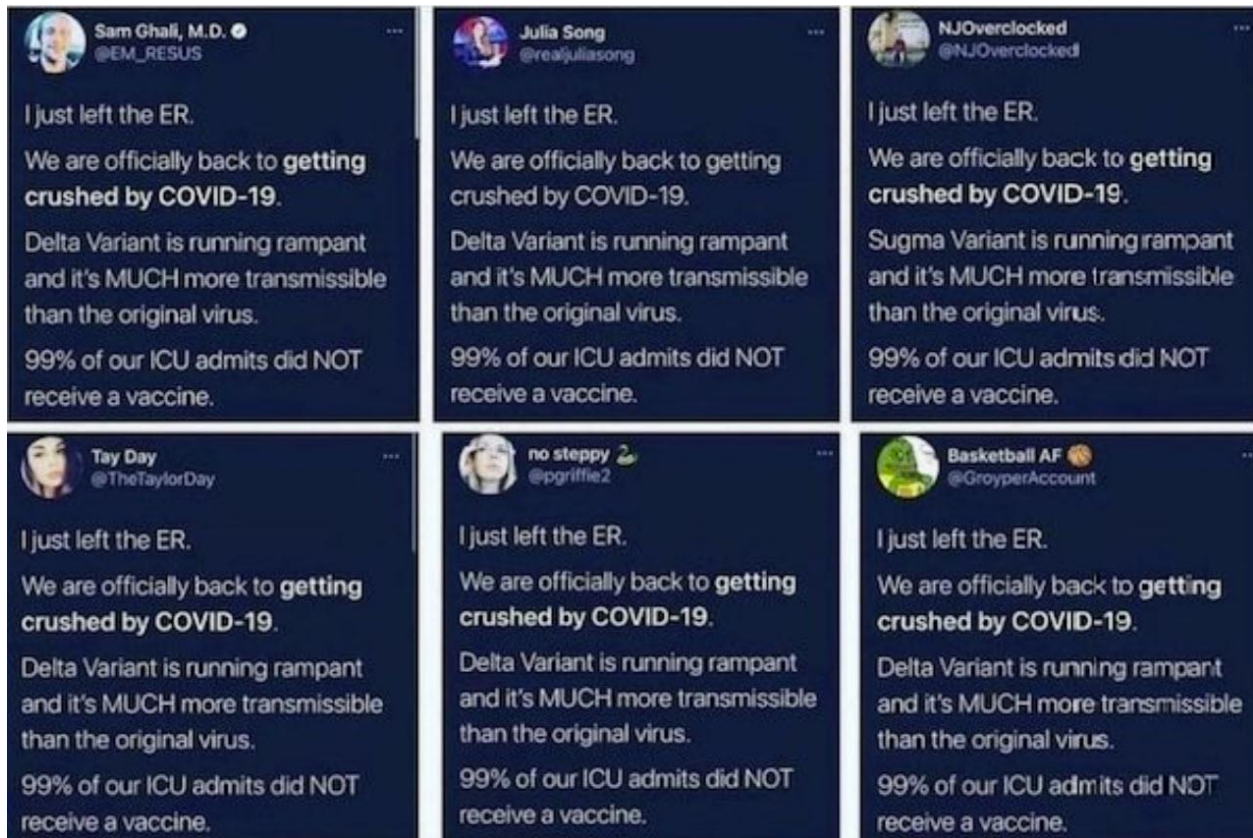 Sam Ghali, M.D.
@EM_RESUS
I just left the ER.
We are officially back to getting
crushed by COVID-19.
Delta Variant is running rampant
and it's MUCH more transmissible
than the original virus.
99% of our ICU admits did NOT
receive a vaccine.
Julia Song
@realjuliasong
I just left the ER.
We are officially back to getting
crushed by COVID-19.
Delta Variant is running rampant
and it's MUCH more transmissible
than the original virus.
99% of our ICU admits did NOT
receive a vaccine.
NJOverclocked
@NJOverclocked
I just left the ER.
We are officially back to getting
crushed by COVID-19.
Sugma Variant is running rampant
and it's MUCH more transmissible
than the original virus.
99% of our ICU admits did NOT
receive a vaccine.
Tay Day
@TheTaylorDay
I just left the ER.
We are officially back to getting
crushed by COVID-19.
Delta Variant is running rampant
and it's MUCH more transmissible
than the original virus.
99% of our ICU admits did NOT
receive a vaccine.
no steppy 🐍
@pgriffie2
I just left the ER.
We are officially back to getting
crushed by COVID-19.
Delta Variant is running rampant
and it's MUCH more transmissible
than the original virus.
99% of our ICU admits did NOT
receive a vaccine.
Basketball AF 🏀
@GroyperAccount
I just left the ER.
We are officially back to getting
crushed by COVID-19.
Delta Variant is running rampant
and it's MUCH more transmissible
than the original virus.
99% of our ICU admits did NOT
receive a vaccine.